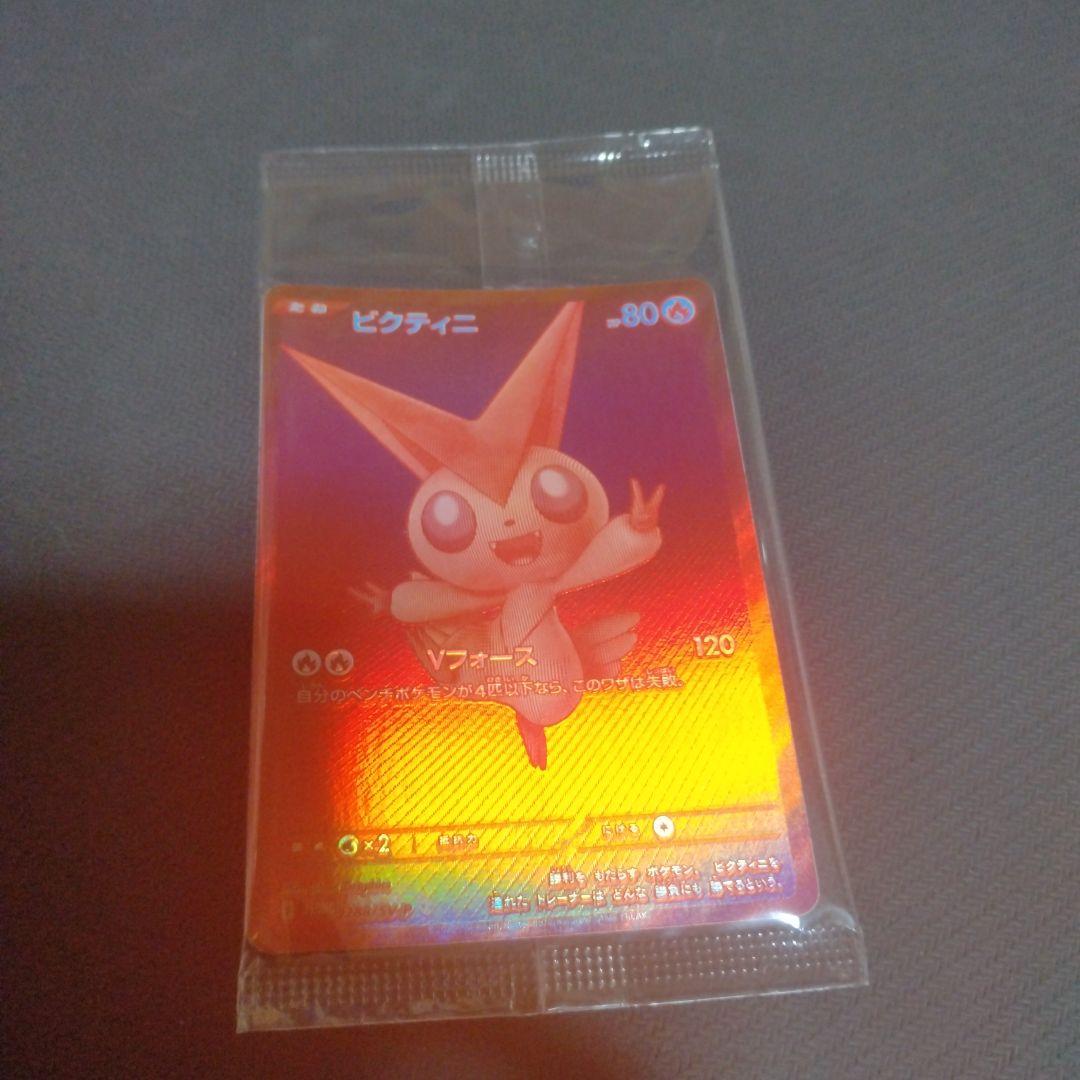 ビクティニ HP80
Vフォース 120
自分のベンチポケモンが4匹以下なら、このワザは失敗。
×2 抵抗力 にげる
勝利を もたらす ポケモン。 ビクティニを
連れた トレーナーは どんな 勝負にも 勝てるという。